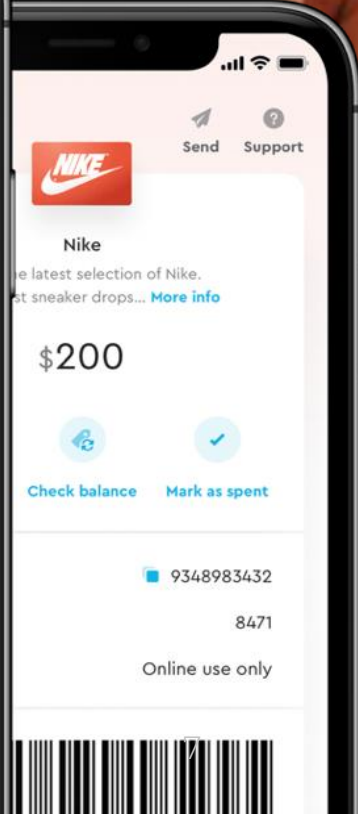 Send Support
NIKE
Nike
e latest selection of Nike.
st sneaker drops... More info
$200
Check balance Mark as spent
9348983432
8471
Online use only
7